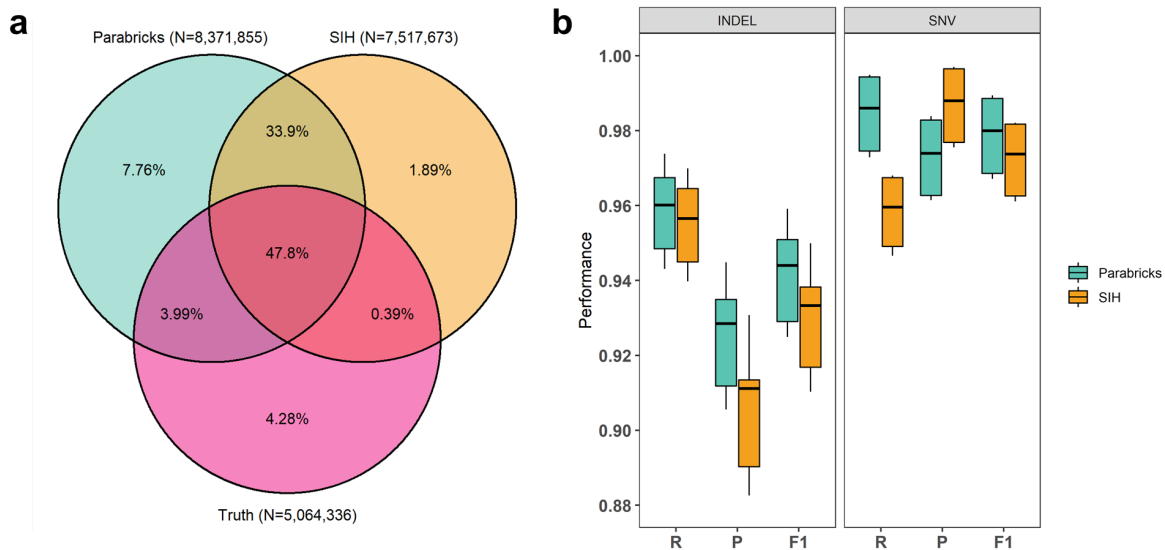 a
Parabricks (N=8,371,855)
SIH (N=7,517,673)
33.9%
7.76%
1.89%
47.8%
3.99%
0.39%
4.28%
Truth (N=5,064,336)
b
INDEL
SNV
Performance
1.00
0.98
0.96
0.94
0.92
0.90
0.88
R
P
F1
R
P
F1
Parabricks
SIH